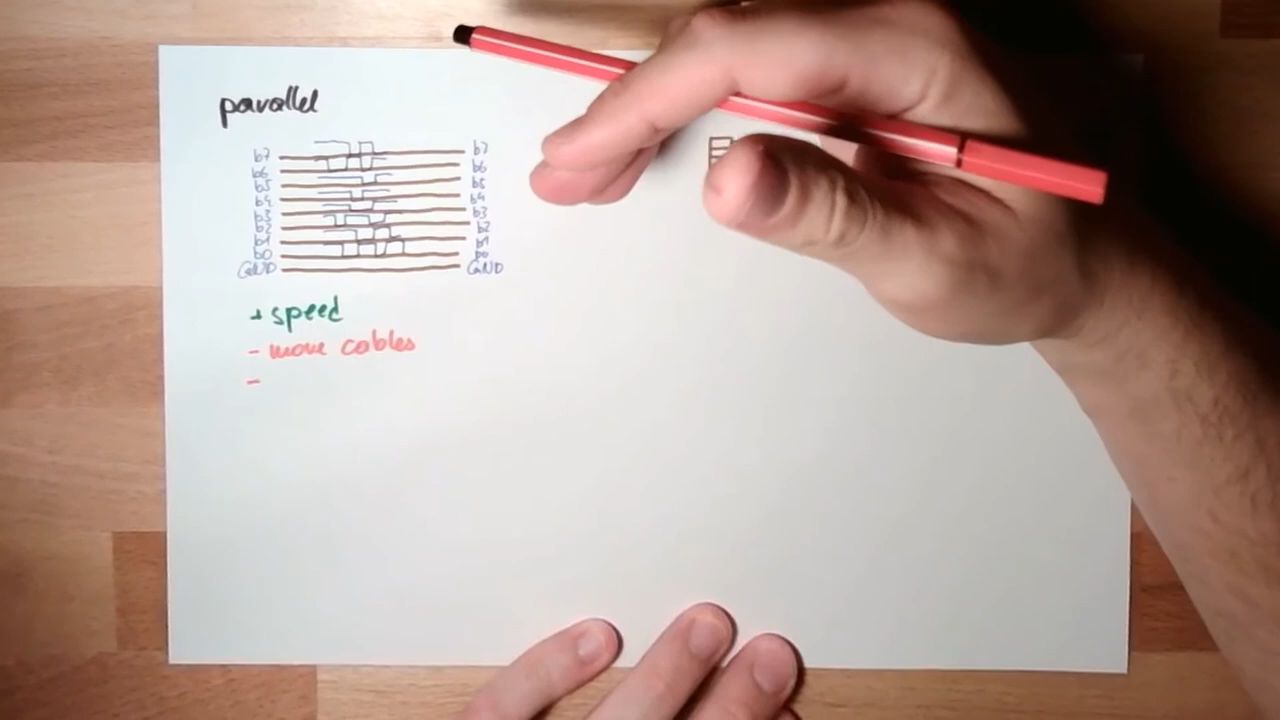 parallel
b7 b7
b6 b6
b5 b5
b4 b4
b3 b3
b2 b2
b1 b1
b0 b0
GND GND
+ speed
- more cables
-